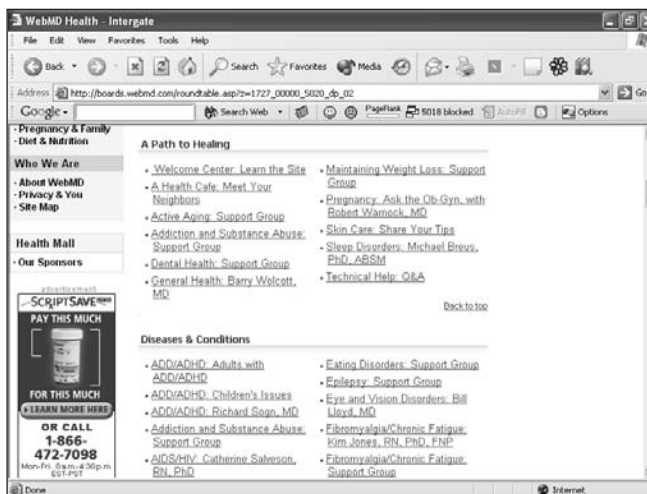 WebMD Health - Intergate
File Edit View Favorites Tools Help
Back Search Favorites Media
Address http://boards.webmd.com/roundtable.asp?z=1727_00000_5020_dp_02 Go
Google Search Web PageRank 5018 blocked AutoFill Options
Pregnancy & Family
Diet & Nutrition
Who We Are
About WebMD
Privacy & You
Site Map
Health Mall
Our Sponsors
advertisement
SCRIPTSAVE
PAY THIS MUCH
FOR THIS MUCH
LEARN MORE HERE
OR CALL
1-866-
472-7098
Mon-Fri. 8a.m-4:30p.m.
EST-PST
A Path to Healing
Welcome Center: Learn the Site
A Health Cafe: Meet Your
Neighbors
Active Aging: Support Group
Addiction and Substance Abuse:
Support Group
Dental Health: Support Group
General Health: Barry Wolcott,
MD
Maintaining Weight Loss: Support
Group
Pregnancy: Ask the Ob-Gyn, with
Robert Warnock, MD
Skin Care: Share Your Tips
Sleep Disorders: Michael Breus,
PhD, ABSM
Technical Help: Q&A
Back to top
Diseases & Conditions
ADD/ADHD: Adults with
ADD/ADHD
ADD/ADHD: Children's Issues
ADD/ADHD: Richard Sogn, MD
Addiction and Substance Abuse:
Support Group
AIDS/HIV: Catherine Salveson,
RN, PhD
Eating Disorders: Support Group
Epilepsy: Support Group
Eye and Vision Disorders: Bill
Lloyd, MD
Fibromyalgia/Chronic Fatigue:
Kim Jones, RN, PhD, FNP
Fibromyalgia/Chronic Fatigue:
Support Group
Done Internet